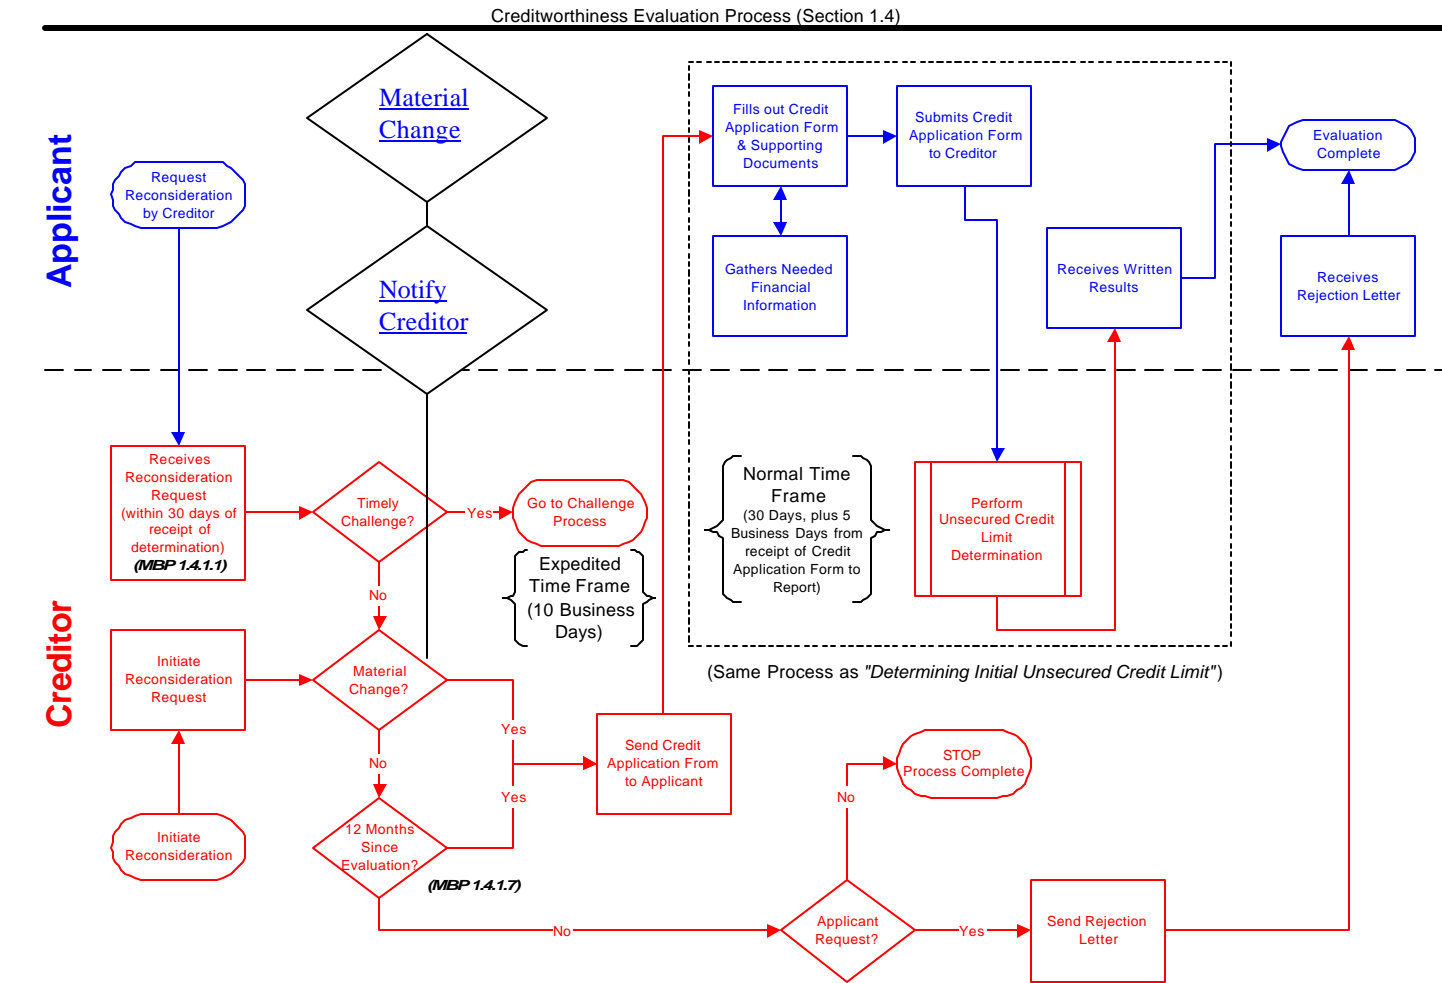 Creditworthiness Evaluation Process (Section 1.4)
Applicant
Material
Change
Notify
Creditor
Request
Reconsideration
by Creditor
Fills out Credit
Application Form
& Supporting
Documents
Submits Credit
Application Form
to Creditor
Evaluation
Complete
Gathers Needed
Financial
Information
Receives Written
Results
Receives
Rejection Letter
Creditor
Receives
Reconsideration
Request
(within 30 days of
receipt of
determination)
(MBP 1.4.1.1)
Timely
Challenge?
Yes
Go to Challenge
Process
No
Expedited
Time Frame
(10 Business
Days)
Normal Time
Frame
(30 Days, plus 5
Business Days from
receipt of Credit
Application Form to
Report)
Perform
Unsecured Credit
Limit
Determination
(Same Process as "Determining Initial Unsecured Credit Limit")
Initiate
Reconsideration
Request
Material
Change?
Yes
No
Yes
Send Credit
Application From
to Applicant
Initiate
Reconsideration
12 Months
Since
Evaluation?
(MBP 1.4.1.7)
No
STOP
Process Complete
No
Applicant
Request?
Yes
Send Rejection
Letter